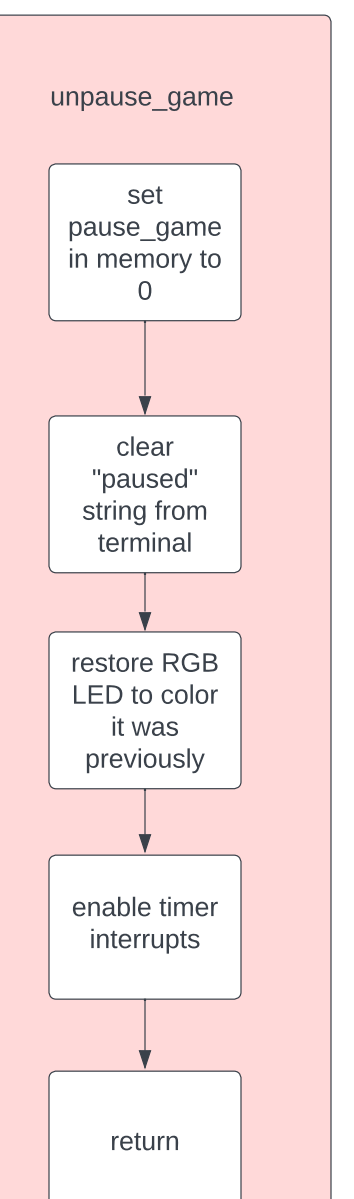 unpause_game
set
pause_game
in memory to
0
clear
"paused"
string from
terminal
restore RGB
LED to color
it was
previously
enable timer
interrupts
return